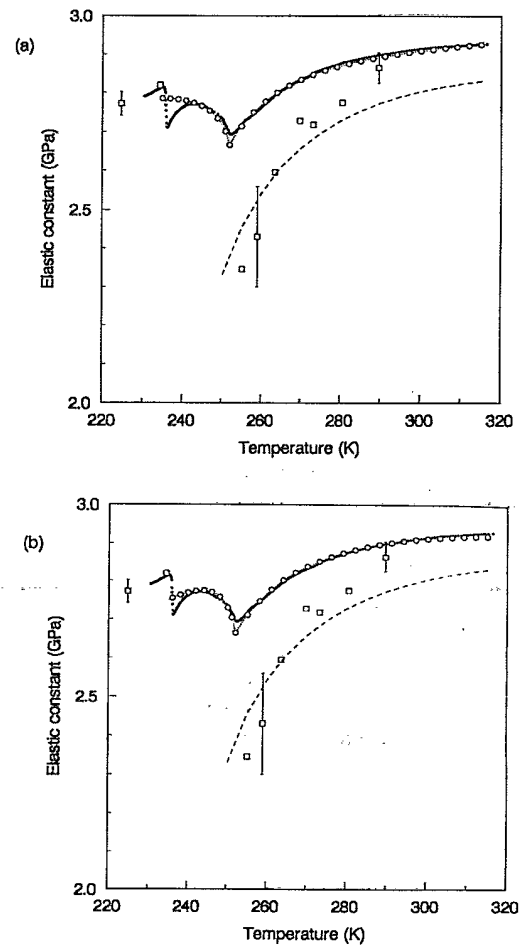 (a)
3.0
2.5
2.0
Elastic constant (GPa)
220 240 260 280 300 320
Temperature (K)
(b)
3.0
2.5
2.0
Elastic constant (GPa)
220 240 260 280 300 320
Temperature (K)